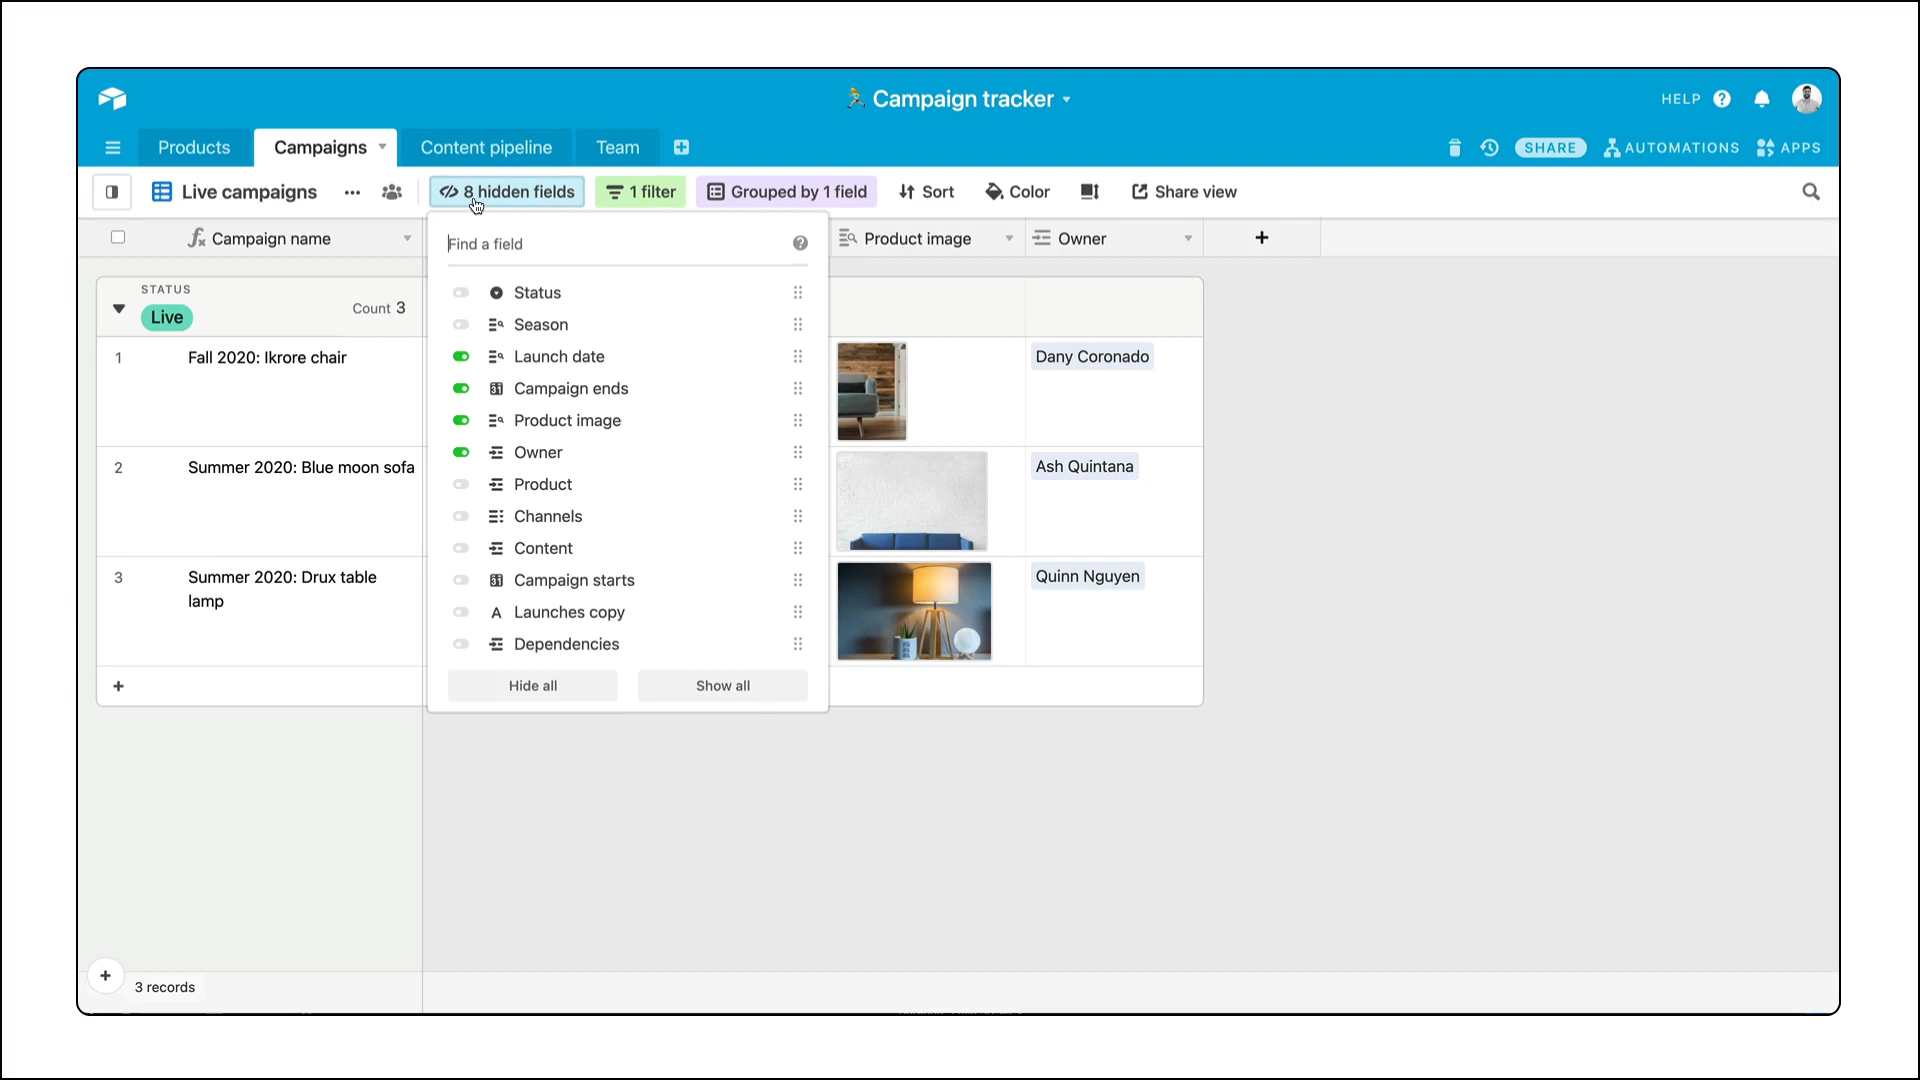 Campaign tracker
HELP
Products
Campaigns
Content pipeline
Team
SHARE
AUTOMATIONS
APPS
Live campaigns
8 hidden fields
1 filter
Grouped by 1 field
Sort
Color
Share view
Campaign name
Find a field
Product image
Owner
STATUS
Live
Count 3
Status
Season
Launch date
Campaign ends
Product image
Owner
Product
Channels
Content
Campaign starts
Launches copy
Dependencies
Hide all
Show all
1
Fall 2020: Ikrore chair
Dany Coronado
2
Summer 2020: Blue moon sofa
Ash Quintana
3
Summer 2020: Drux table
lamp
Quinn Nguyen
3 records